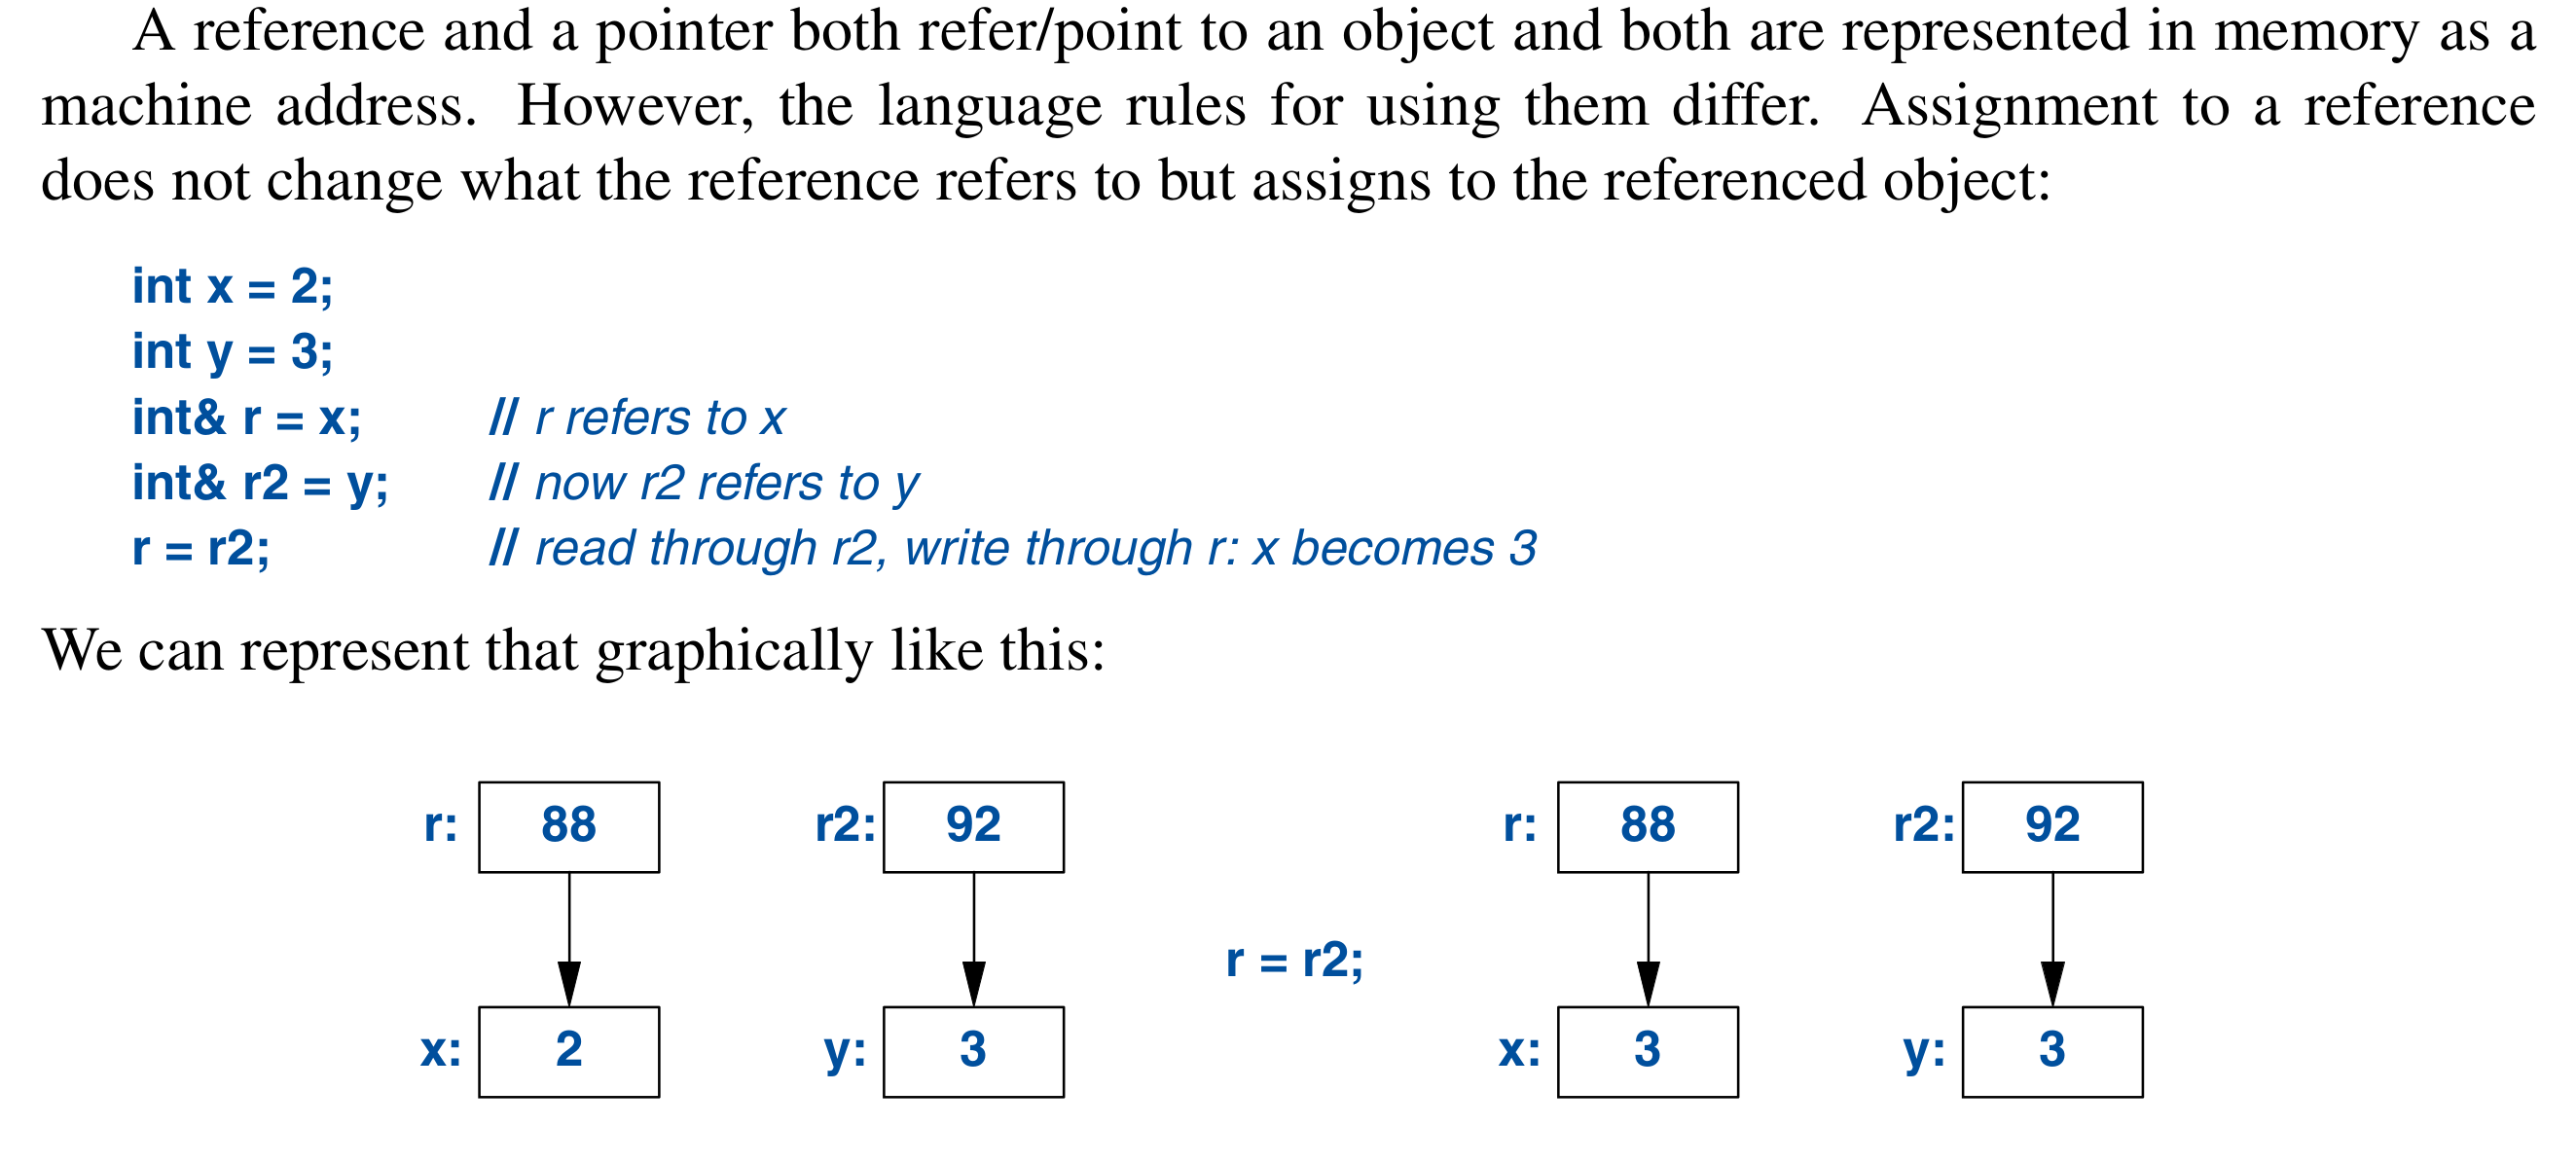 A reference and a pointer both refer/point to an object and both are represented in memory as a
machine address. However, the language rules for using them differ. Assignment to a reference
does not change what the reference refers to but assigns to the referenced object:
int x = 2;
int y = 3;
int& r = x; // r refers to x
int& r2 = y; // now r2 refers to y
r = r2; // read through r2, write through r: x becomes 3
We can represent that graphically like this:
r: 88 r2: 92 r: 88 r2: 92
r = r2;
x: 2 y: 3 x: 3 y: 3